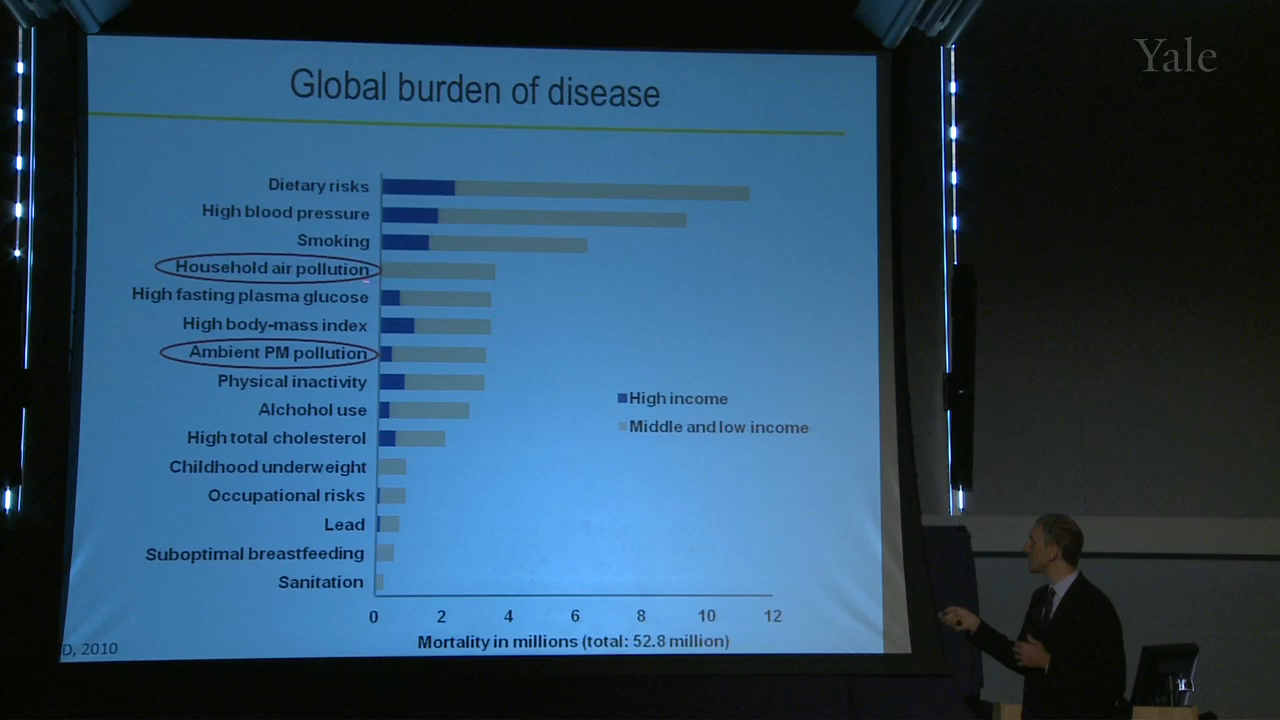 Yale
Global burden of disease
Dietary risks
High blood pressure
Smoking
Household air pollution
High fasting plasma glucose
High body-mass index
Ambient PM pollution
Physical inactivity
Alchohol use
High total cholesterol
Childhood underweight
Occupational risks
Lead
Suboptimal breastfeeding
Sanitation
High income
Middle and low income
0 2 4 6 8 10 12
Mortality in millions (total: 52.8 million)
D, 2010